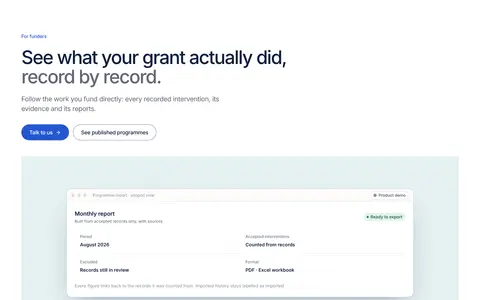 For funders
See what your grant actually did,
record by record.
Follow the work you fund directly: every recorded intervention, its
evidence and its reports.
Talk to us →
See published programmes
Product demo
Monthly report
Built from accepted records only, with sources
Ready to export
Period
Accepted interventions
August 2026
Counted from records
Excluded
Format
Records still in review
PDF · Excel workbook
Every figure links back to the records it was counted from. Imported history stays labelled as imported.